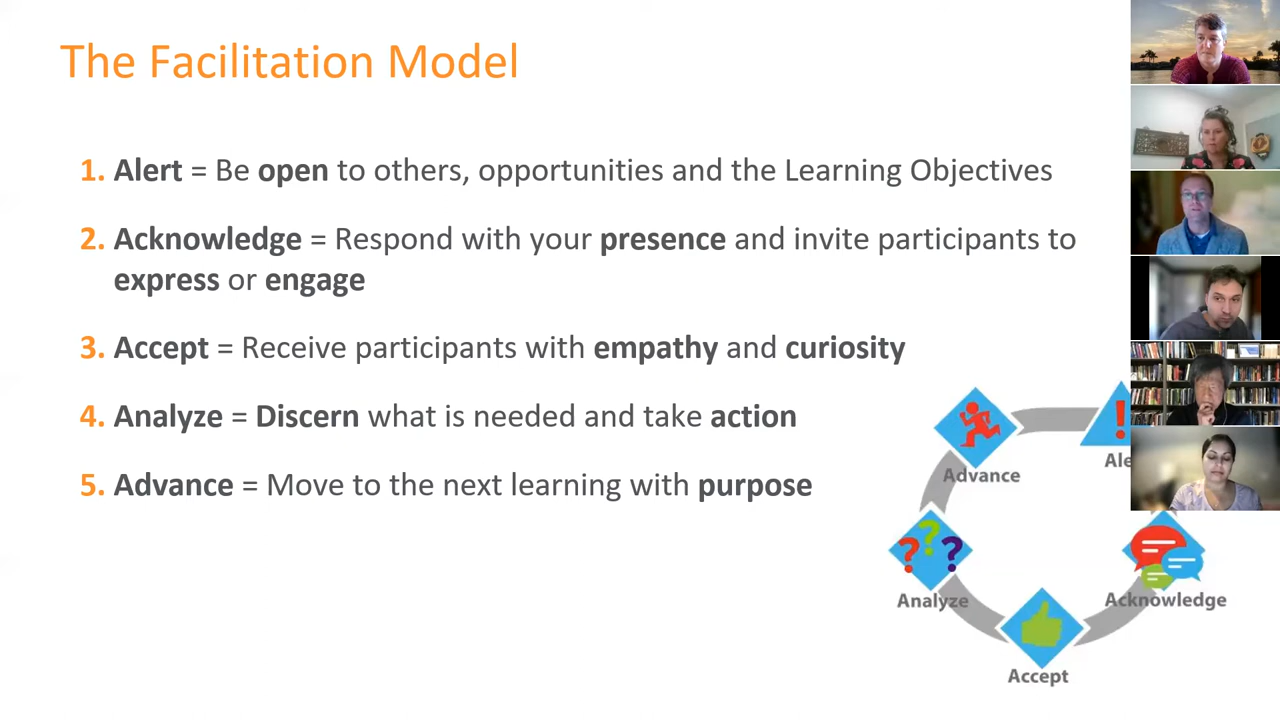 The Facilitation Model
1. Alert = Be open to others, opportunities and the Learning Objectives
2. Acknowledge = Respond with your presence and invite participants to
express or engage
3. Accept = Receive participants with empathy and curiosity
4. Analyze = Discern what is needed and take action
5. Advance = Move to the next learning with purpose
Advance
Ale
Analyze
Acknowledge
Accept